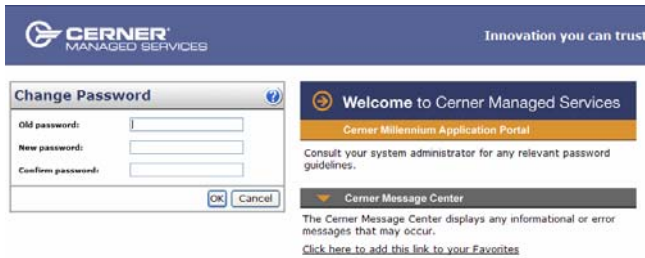 CERNER
MANAGED SERVICES
Innovation you can trust
Change Password
?
Old password:
New password:
Confirm password:
OK Cancel
Welcome to Cerner Managed Services
Cerner Millennium Application Portal
Consult your system administrator for any relevant password
guidelines.
Cerner Message Center
The Cerner Message Center displays any informational or error
messages that may occur.
Click here to add this link to your Favorites